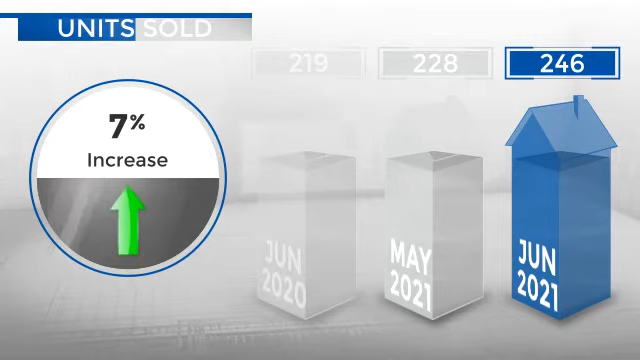 UNITS SOLD
219
228
246
7%
Increase
JUN
2020
MAY
2021
JUN
2021